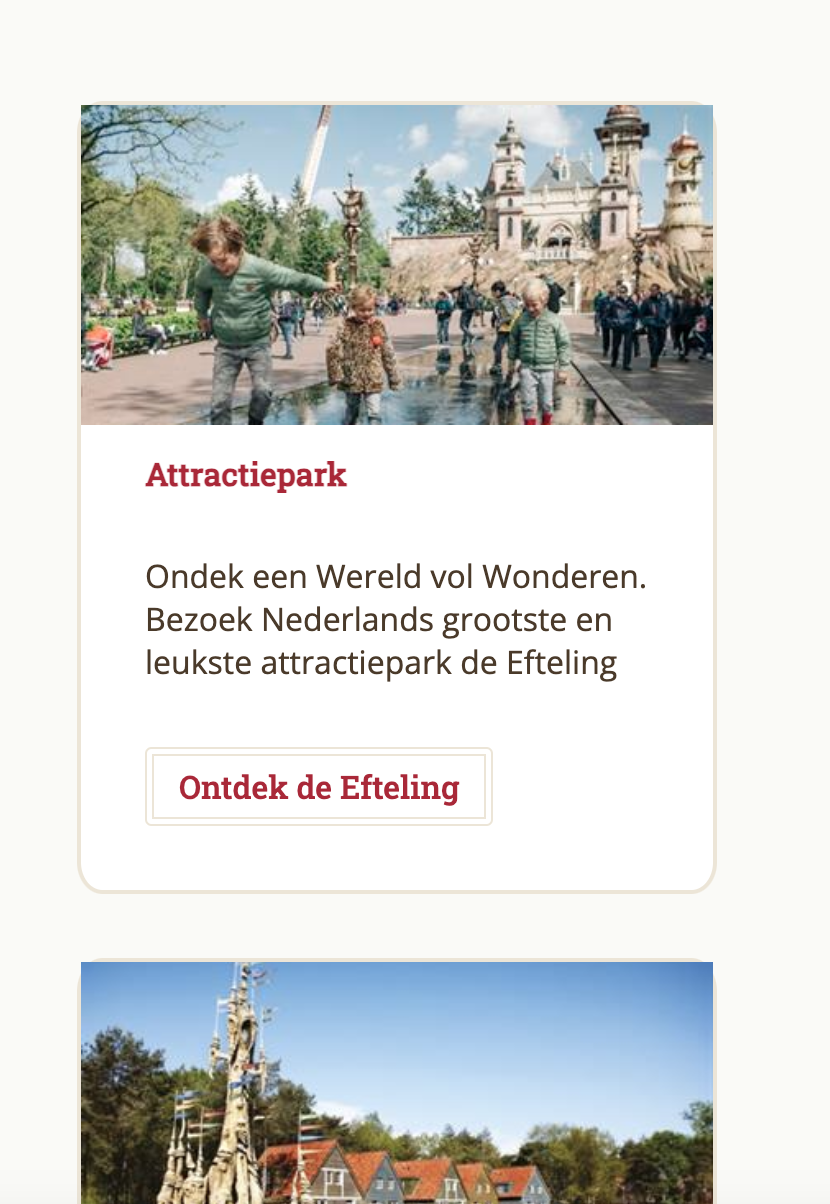 Attractiepark
Ondek een Wereld vol Wonderen.
Bezoek Nederlands grootste en
leukste attractiepark de Efteling
Ontdek de Efteling